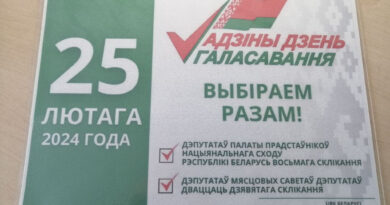 25
ЛЮТАГА
2024 ГОДА
АДЗІНЫ ДЗЕНЬ
ГАЛАСАВАННЯ
ВЫБІРАЕМ
РАЗАМ!
ДЭПУТАТАЎ ПАЛАТЫ ПРАДСТАЎНІКОЎ
НАЦЫЯНАЛЬНАГА СХОДУ
РЭСПУБЛІКІ БЕЛАРУСЬ ВОСЬМАГА СКЛІКАННЯ
ДЭПУТАТАЎ МЯСЦОВЫХ САВЕТАЎ ДЭПУТАТАЎ
ДВАЦЦАЦЬ ДЗЯВЯТАГА СКЛІКАННЯ